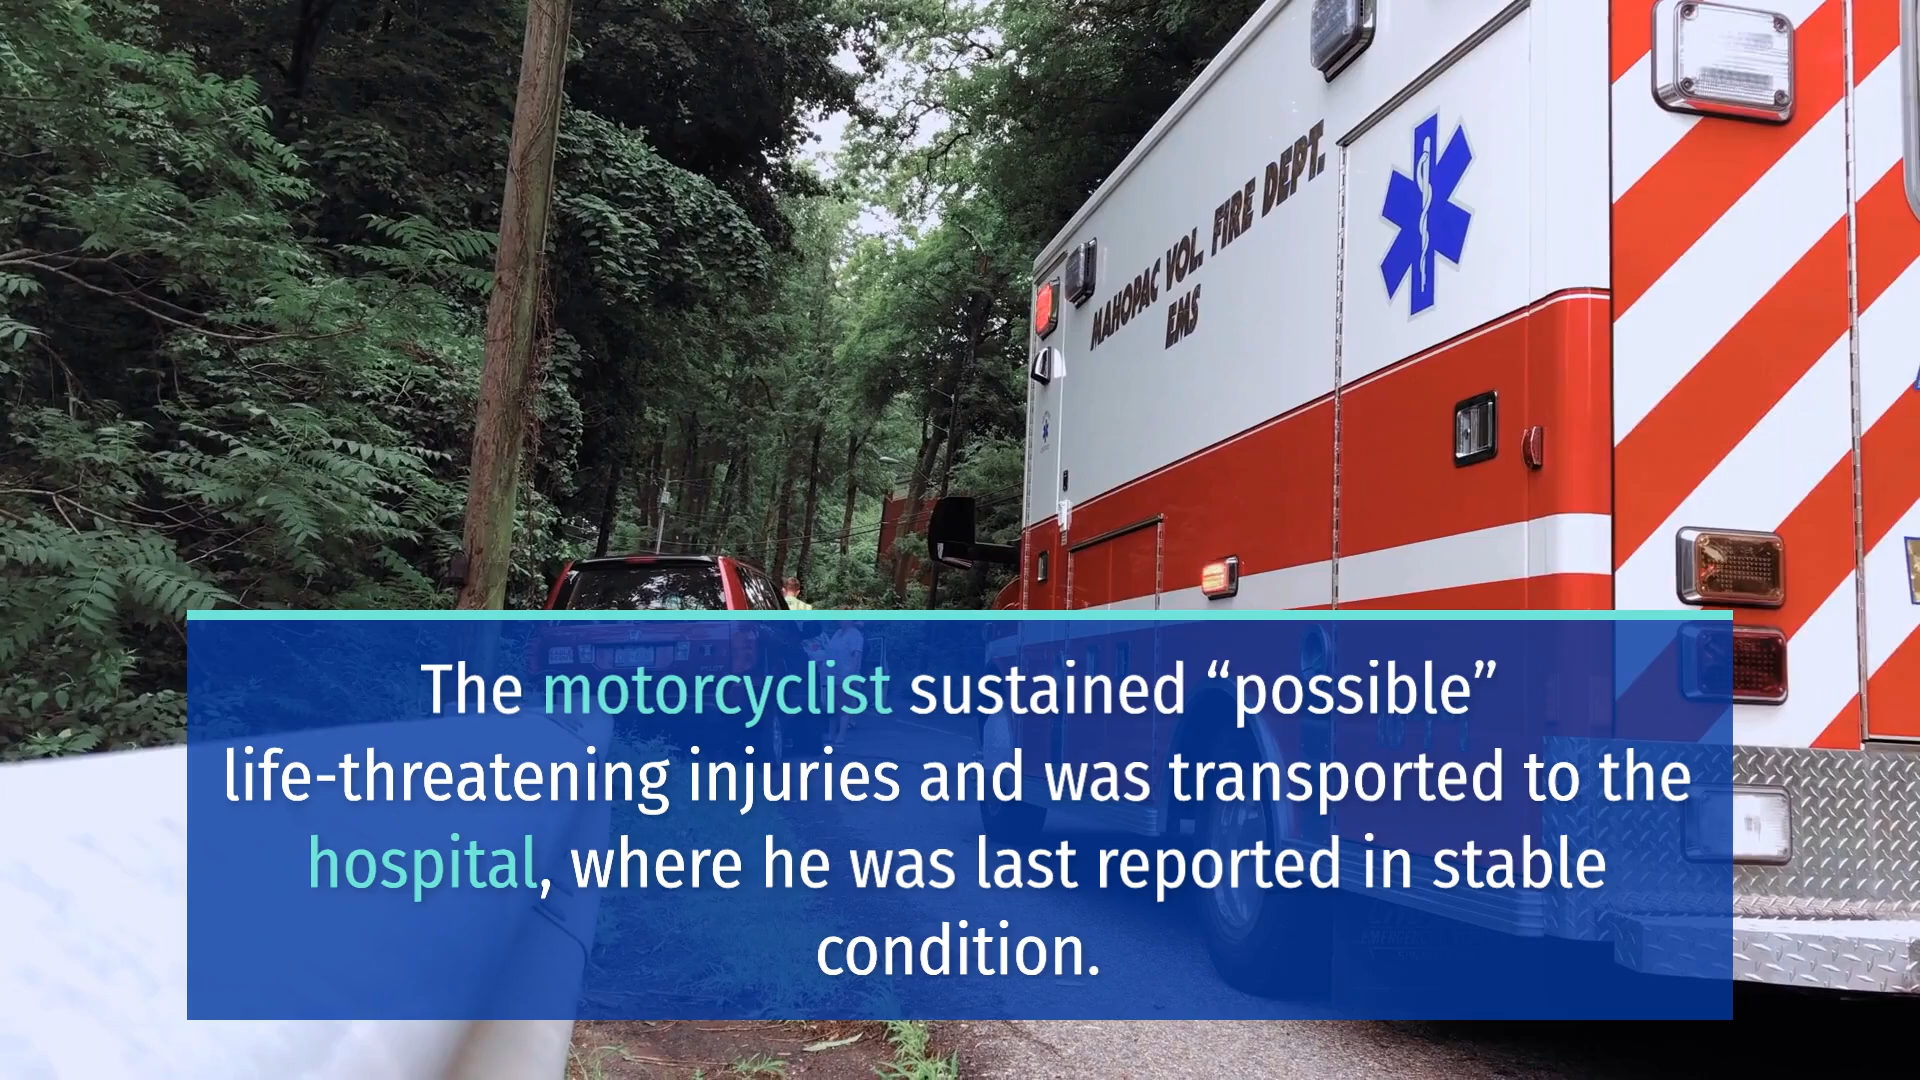 MAHOPAC VOL. FIRE DEPT.
EMS
The motorcyclist sustained “possible”
life-threatening injuries and was transported to the
hospital, where he was last reported in stable
condition.